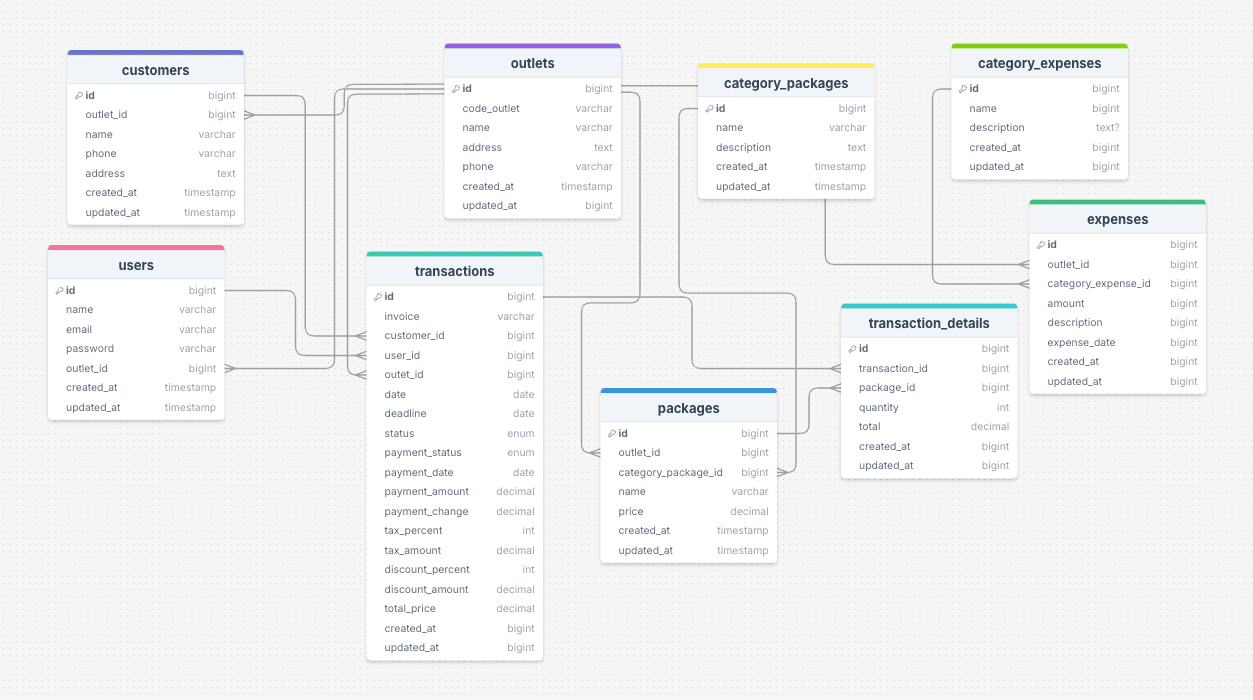 customers
id bigint
outlet_id bigint
name varchar
phone varchar
address text
created_at timestamp
updated_at timestamp
outlets
id bigint
code_outlet varchar
name varchar
address text
phone varchar
created_at timestamp
updated_at bigint
category_packages
id bigint
name varchar
description text
created_at timestamp
updated_at timestamp
category_expenses
id bigint
name bigint
description text?
created_at bigint
updated_at bigint
users
id bigint
name varchar
email varchar
password varchar
outlet_id bigint
created_at timestamp
updated_at timestamp
transactions
id bigint
invoice varchar
customer_id bigint
user_id bigint
outet_id bigint
date date
deadline date
status enum
payment_status enum
payment_date date
payment_amount decimal
payment_change decimal
tax_percent int
tax_amount decimal
discount_percent int
discount_amount decimal
total_price decimal
created_at bigint
updated_at bigint
expenses
id bigint
outlet_id bigint
category_expense_id bigint
amount bigint
description bigint
expense_date bigint
created_at bigint
updated_at bigint
transaction_details
id bigint
transaction_id bigint
package_id bigint
quantity int
total decimal
created_at bigint
updated_at bigint
packages
id bigint
outlet_id bigint
category_package_id bigint
name varchar
price decimal
created_at timestamp
updated_at timestamp